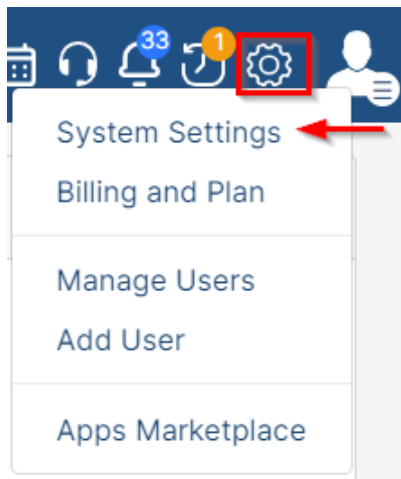 33 1
System Settings
Billing and Plan
Manage Users
Add User
Apps Marketplace